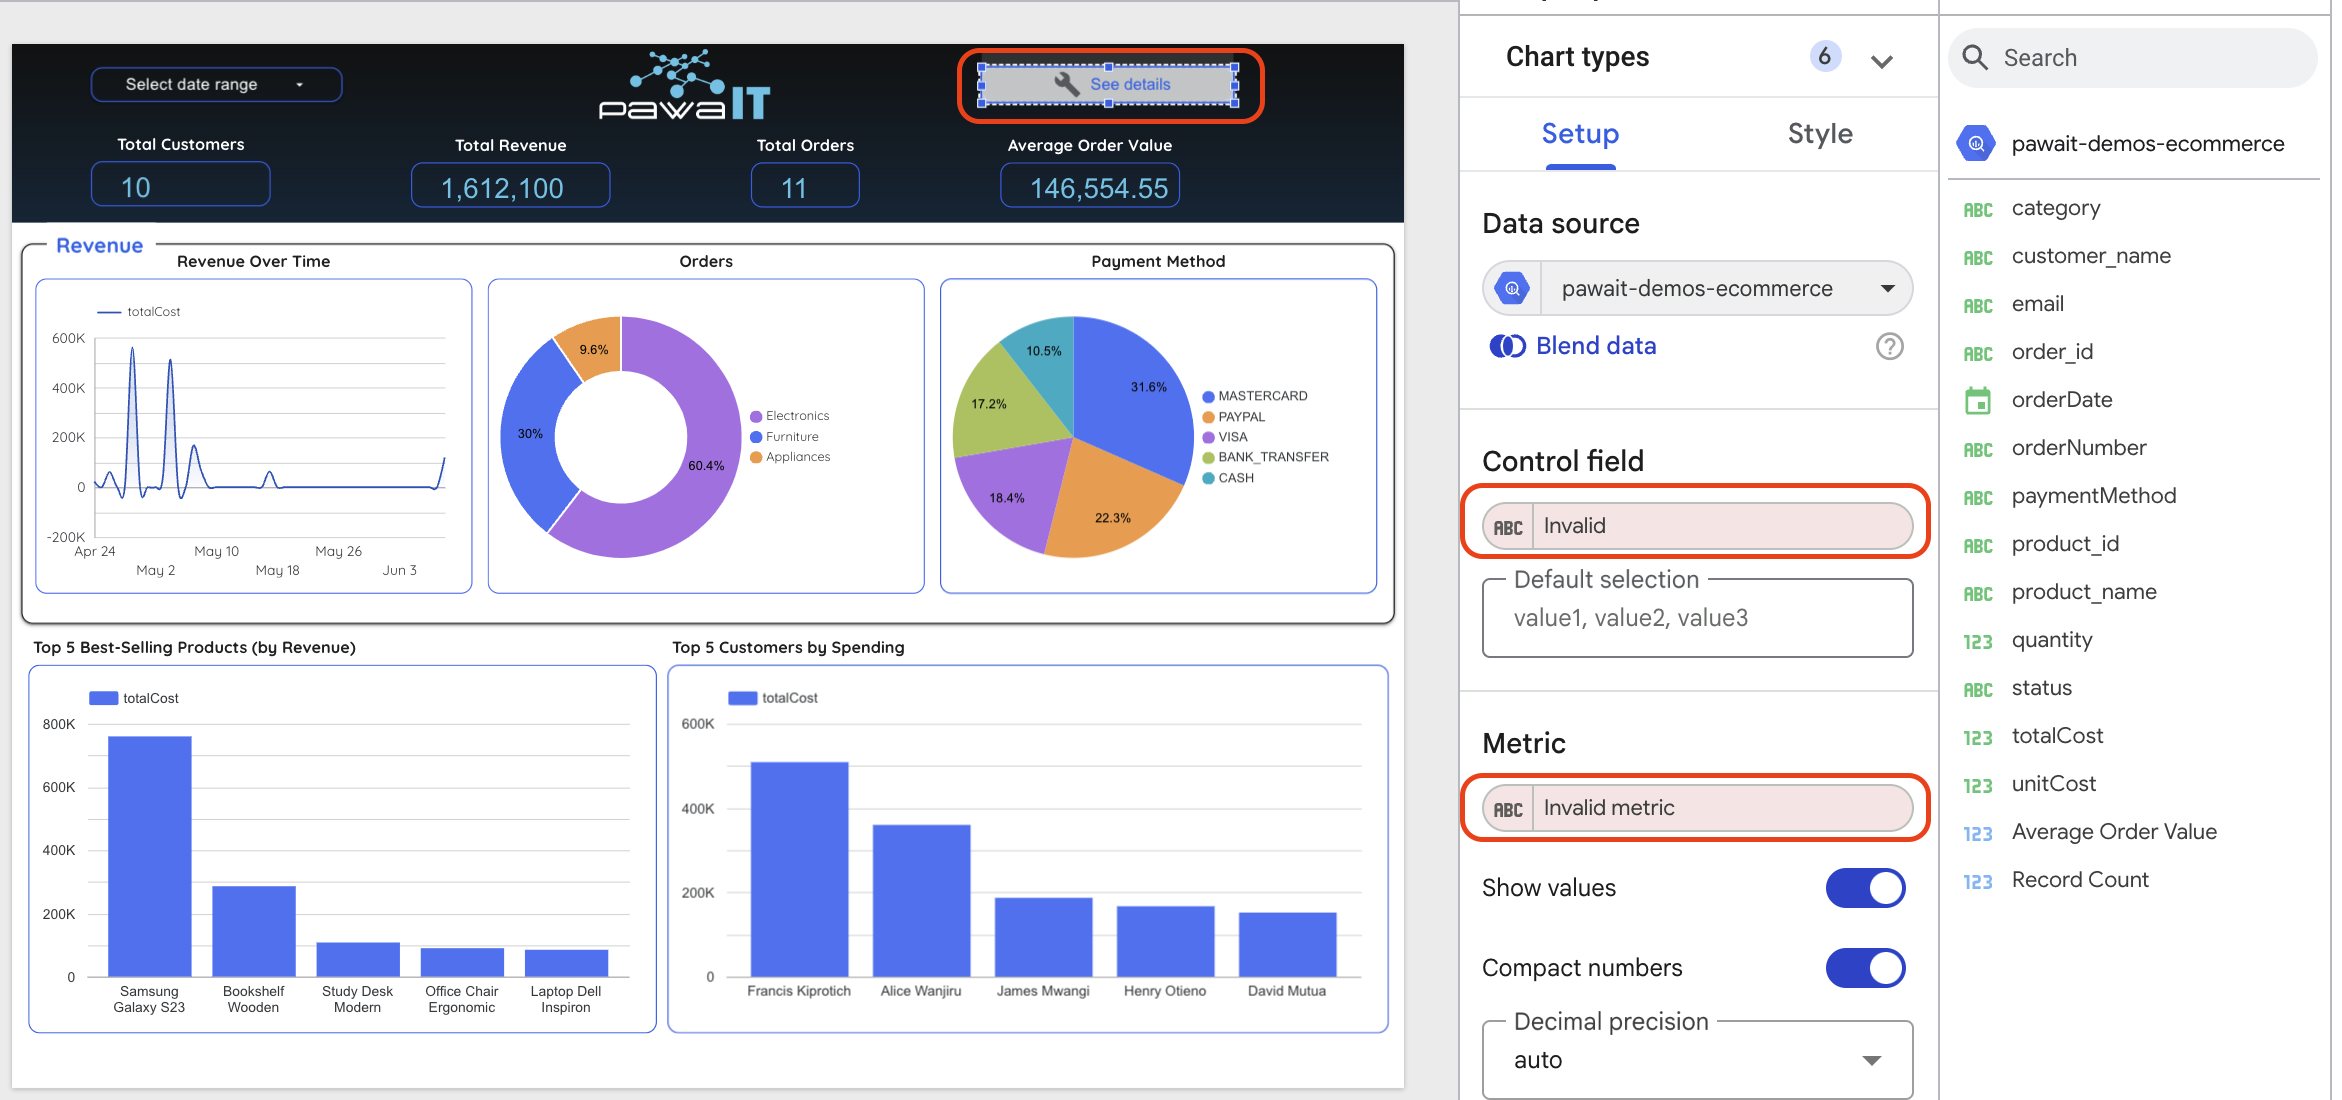 Select date range
pawaIT
See details
Total Customers
Total Revenue
Total Orders
Average Order Value
10
1,612,100
11
146,554.55
Revenue
Revenue Over Time
totalCost
600K
400K
200K
0
-200K
Apr 24
May 10
May 26
May 2
May 18
Jun 3
Orders
9.6%
30%
60.4%
Electronics
Furniture
Appliances
Payment Method
10.5%
31.6%
17.2%
18.4%
22.3%
MASTERCARD
PAYPAL
VISA
BANK_TRANSFER
CASH
Top 5 Best-Selling Products (by Revenue)
totalCost
800K
600K
400K
200K
0
Samsung
Galaxy S23
Bookshelf
Wooden
Study Desk
Modern
Office Chair
Ergonomic
Laptop Dell
Inspiron
Top 5 Customers by Spending
totalCost
600K
400K
200K
0
Francis Kiprotich
Alice Wanjiru
James Mwangi
Henry Otieno
David Mutua
Chart types
6
Setup
Style
Data source
pawait-demos-ecommerce
Blend data
?
Control field
ABC Invalid
Default selection
value1, value2, value3
Metric
ABC Invalid metric
Show values
Compact numbers
Decimal precision
auto
Search
pawait-demos-ecommerce
ABC category
ABC customer_name
ABC email
ABC order_id
orderDate
ABC orderNumber
ABC paymentMethod
ABC product_id
ABC product_name
123 quantity
ABC status
123 totalCost
123 unitCost
123 Average Order Value
123 Record Count